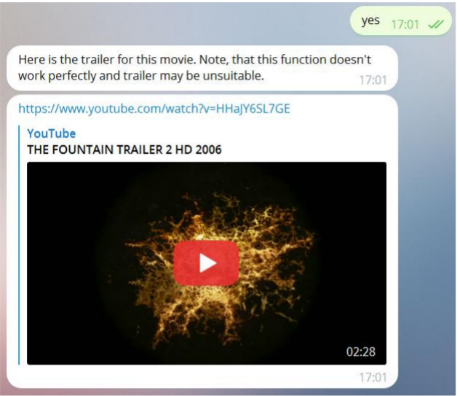 yes 17:01
Here is the trailer for this movie. Note, that this function doesn't
work perfectly and trailer may be unsuitable.
17:01
https://www.youtube.com/watch?v=HHaJY6SL7GE
YouTube
THE FOUNTAIN TRAILER 2 HD 2006
02:28
17:01